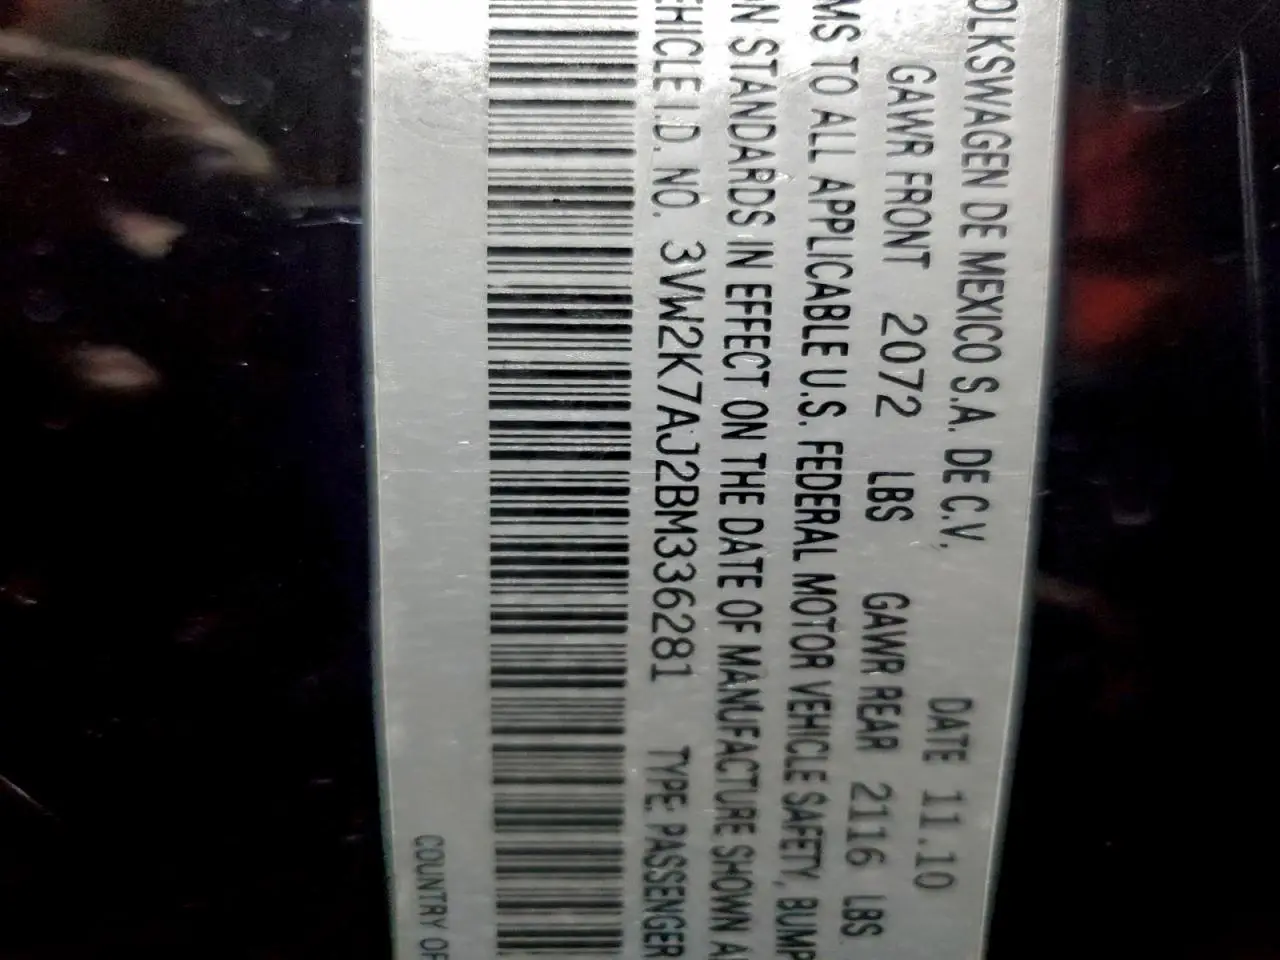 OLKSWAGEN DE MEXICO S.A. DE C.V. DATE 11.10
GAWR FRONT 2072 LBS GAWR REAR 2116 LBS
MS TO ALL APPLICABLE U.S. FEDERAL MOTOR VEHICLE SAFETY, BUMP
N STANDARDS IN EFFECT ON THE DATE OF MANUFACTURE SHOWN A
EHICLE I.D. NO. 3VW2K7AJ2BM336281 TYPE: PASSENGER
COUNTRY OF